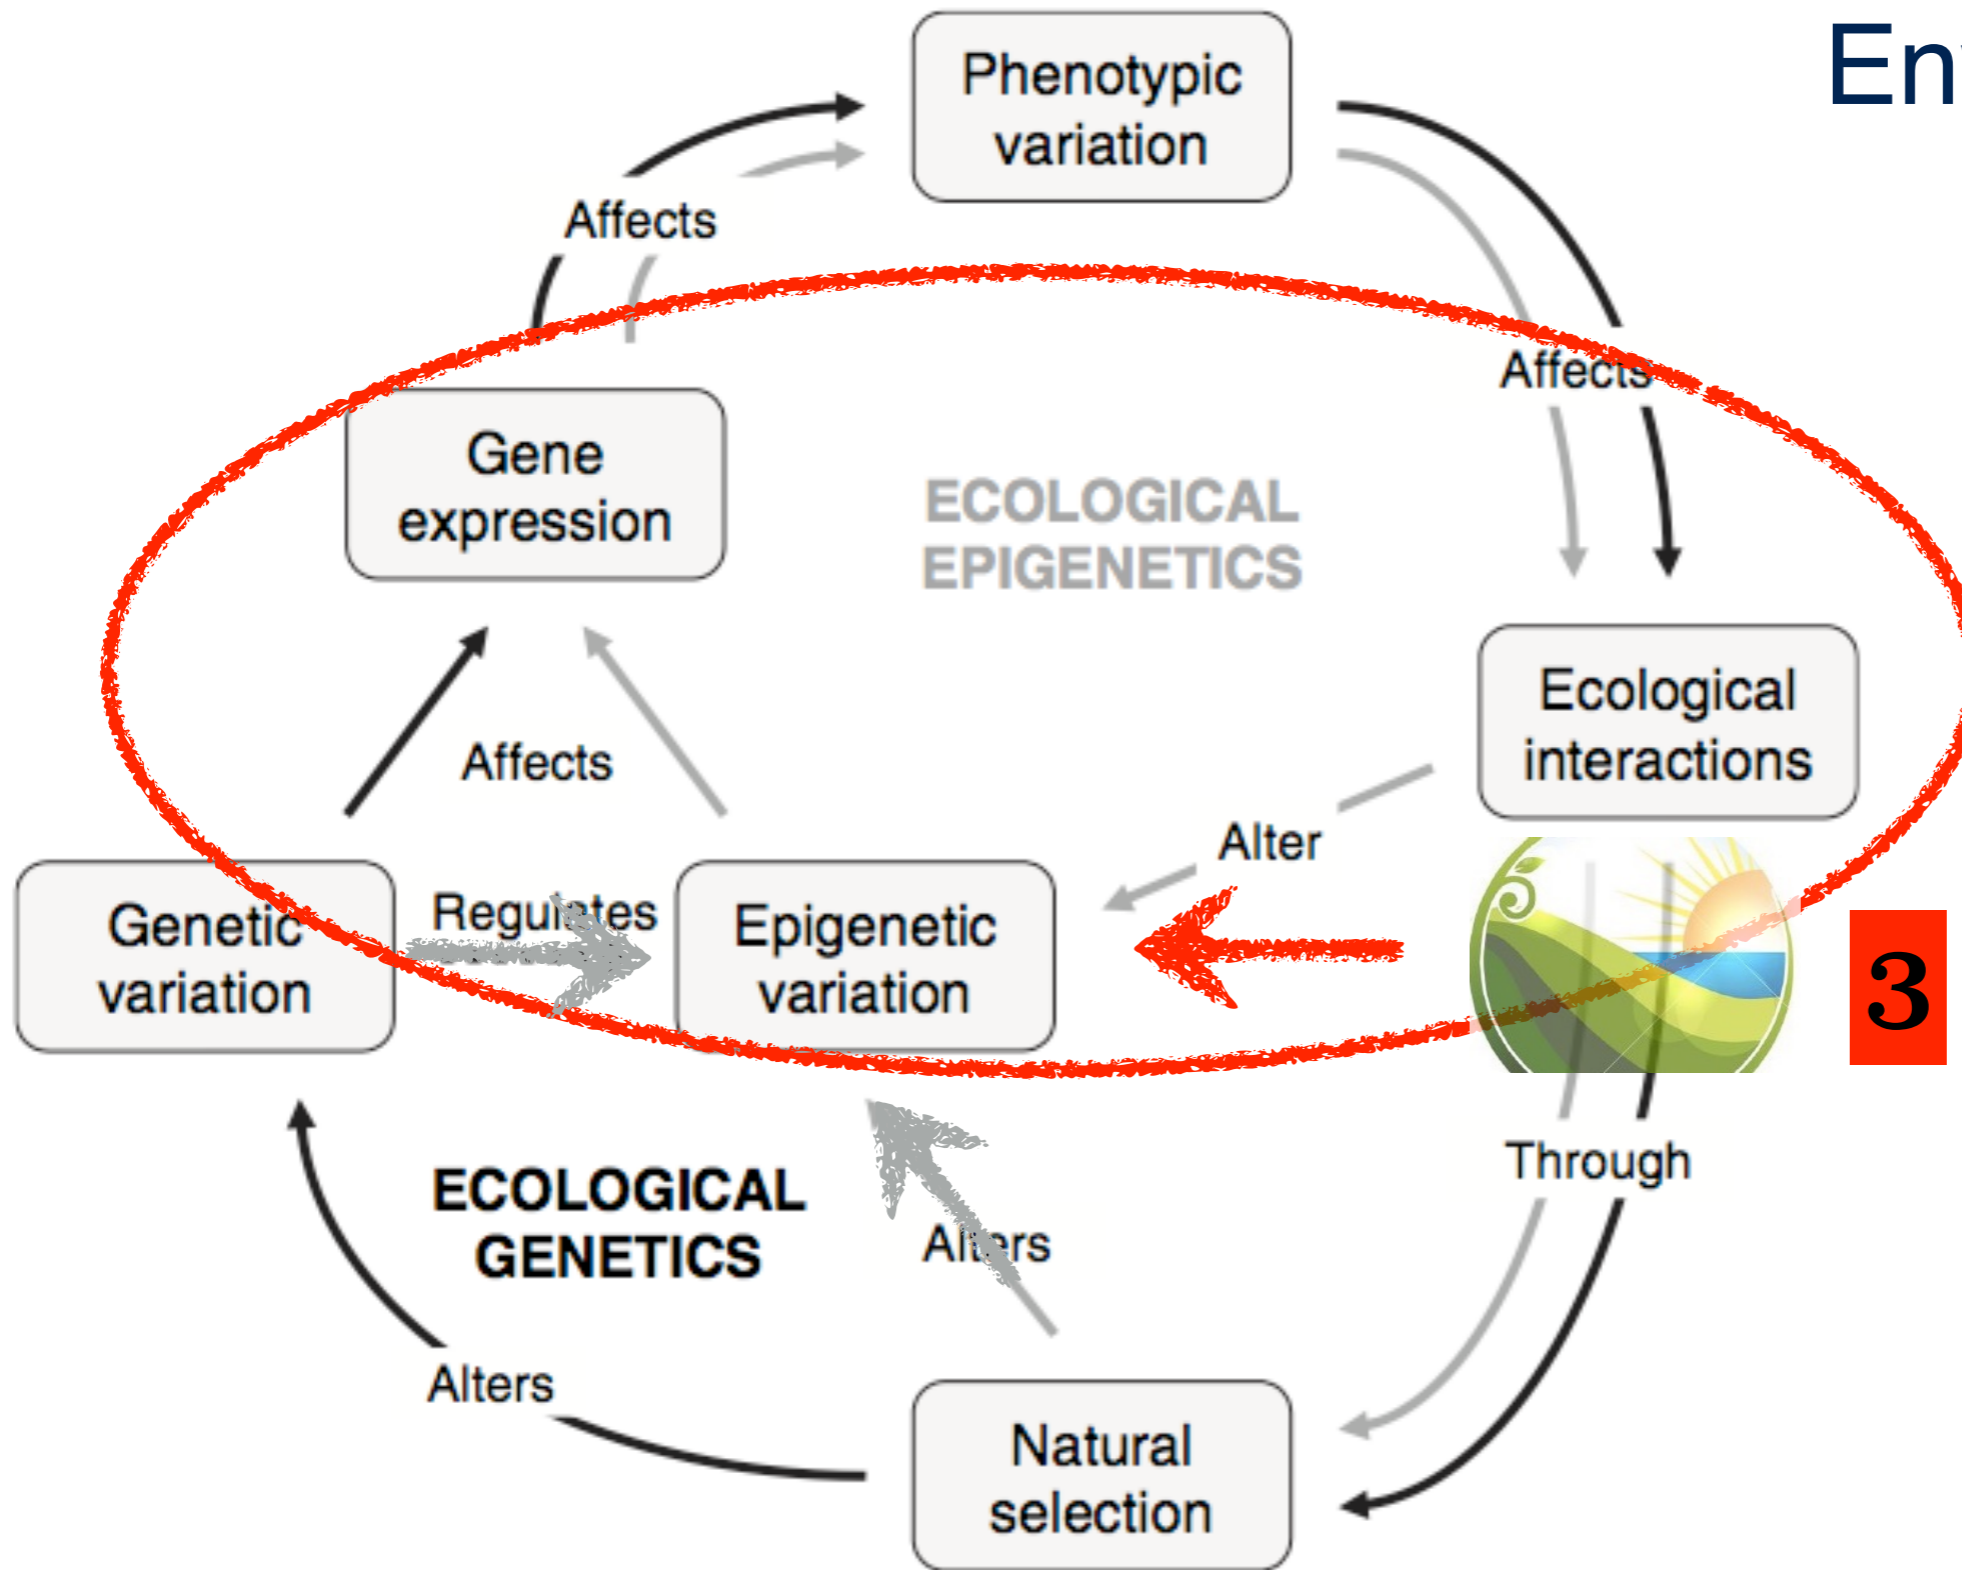 Phenotypic
variation
Affects
Affects
Gene
expression
ECOLOGICAL
EPIGENETICS
Ecological
interactions
Affects
Alter
Genetic
variation
Regulates
Epigenetic
variation
3
Through
ECOLOGICAL
GENETICS
Alters
Alters
Natural
selection